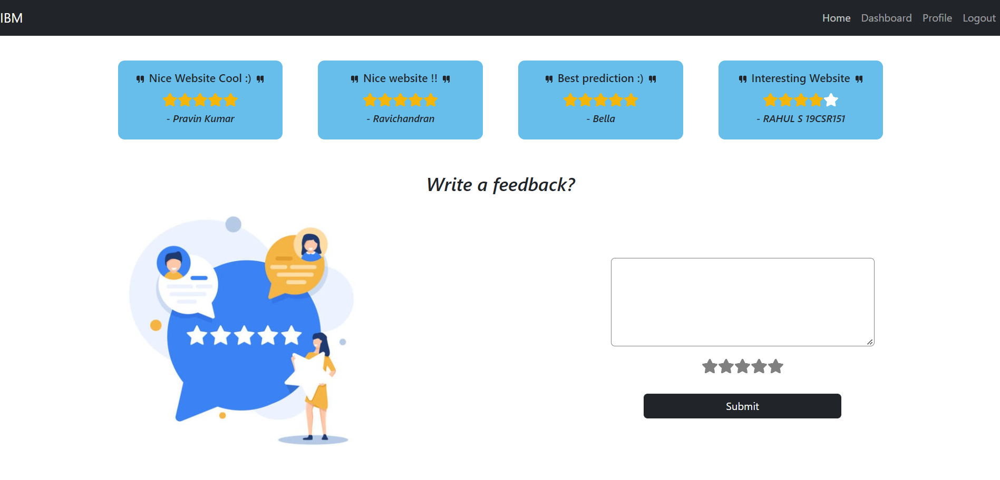 IBM
Home Dashboard Profile Logout
❞ Nice Website Cool :) ❞
- Pravin Kumar
❞ Nice website !! ❞
- Ravichandran
❞ Best prediction :) ❞
- Bella
❞ Interesting Website ❞
- RAHUL S 19CSR151
Write a feedback?
Submit